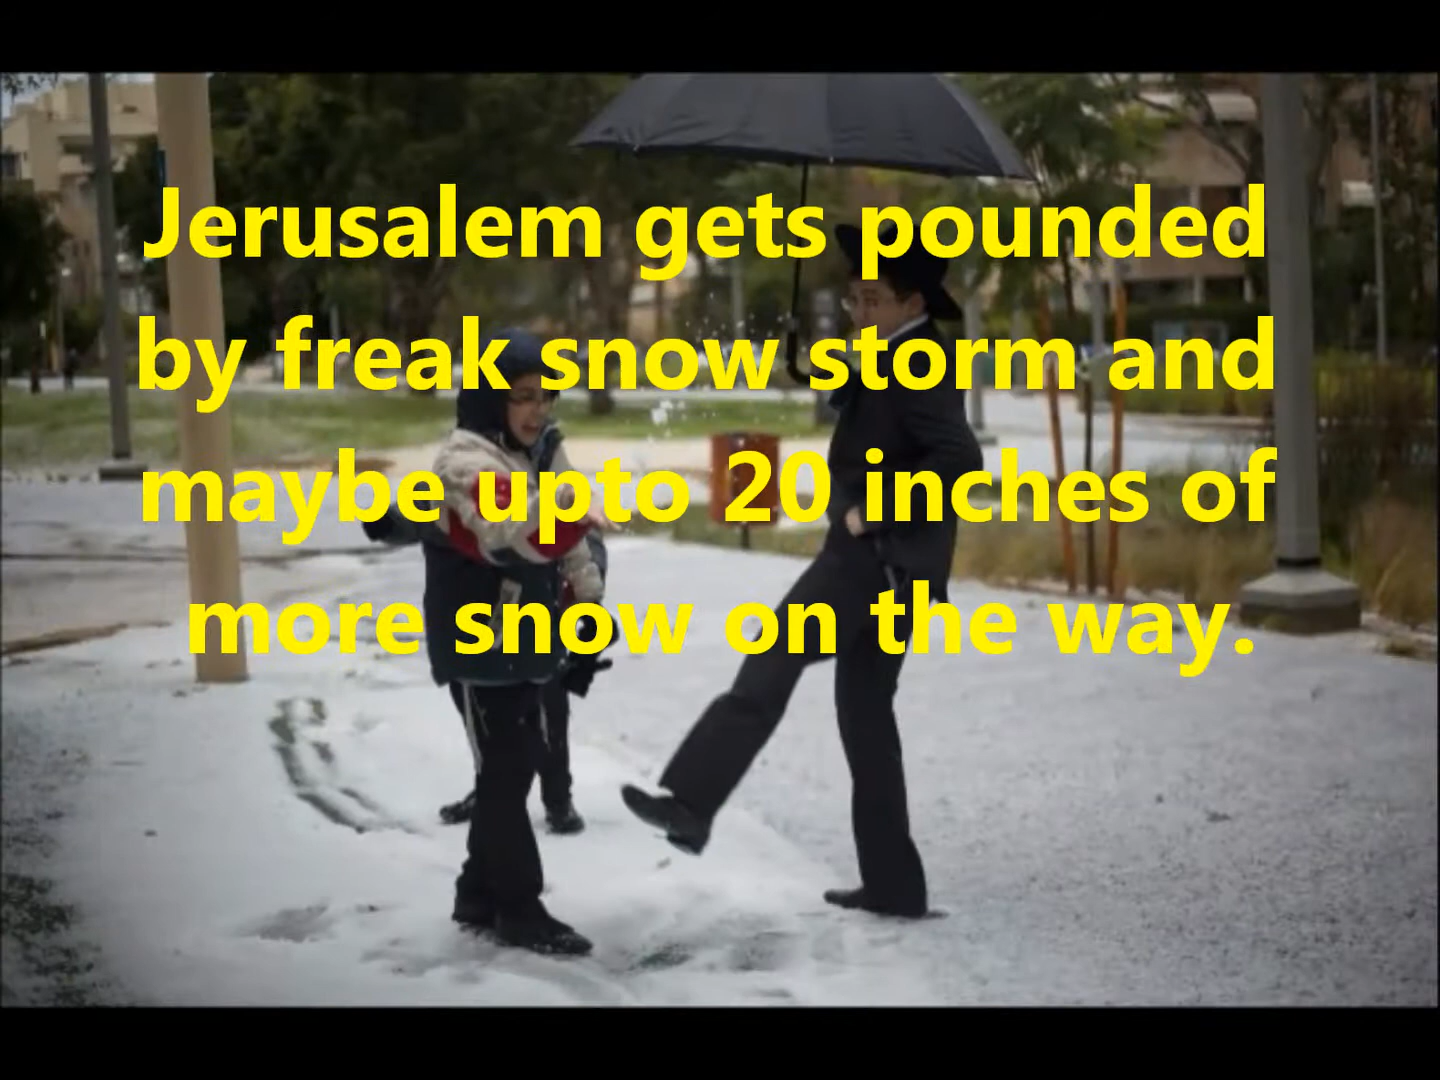 Jerusalem gets pounded
by freak snow storm and
maybe upto 20 inches of
more snow on the way.